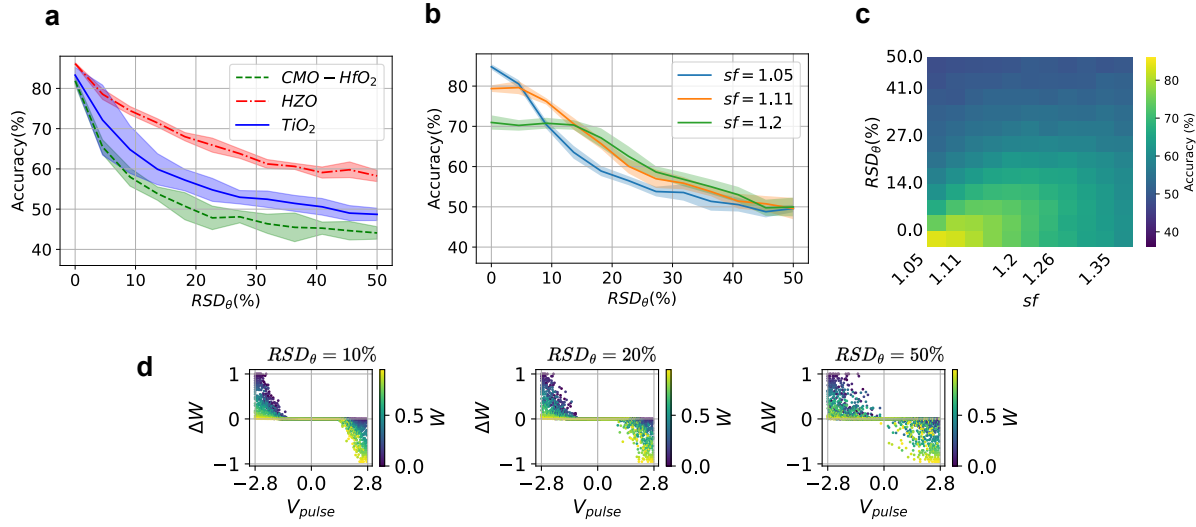 a
Accuracy(%)
80
70
60
50
40
0
10
20
30
40
50
RSD_θ(%)
CMO − HfO₂
HZO
TiO₂
b
Accuracy(%)
80
70
60
50
40
0
10
20
30
40
50
RSD_θ(%)
sf = 1.05
sf = 1.11
sf = 1.2
c
RSD_θ(%)
50.0
41.0
27.0
14.0
0.0
1.05
1.11
1.2
1.26
1.35
sf
80
70
60
50
40
Accuracy (%)
d
RSD_θ = 10%
ΔW
1
0
−1
−2.8
0.0
2.8
V_pulse
0.5
0.0
W
RSD_θ = 20%
ΔW
1
0
−1
−2.8
0.0
2.8
V_pulse
0.5
0.0
W
RSD_θ = 50%
ΔW
1
0
−1
−2.8
0.0
2.8
V_pulse
0.5
0.0
W